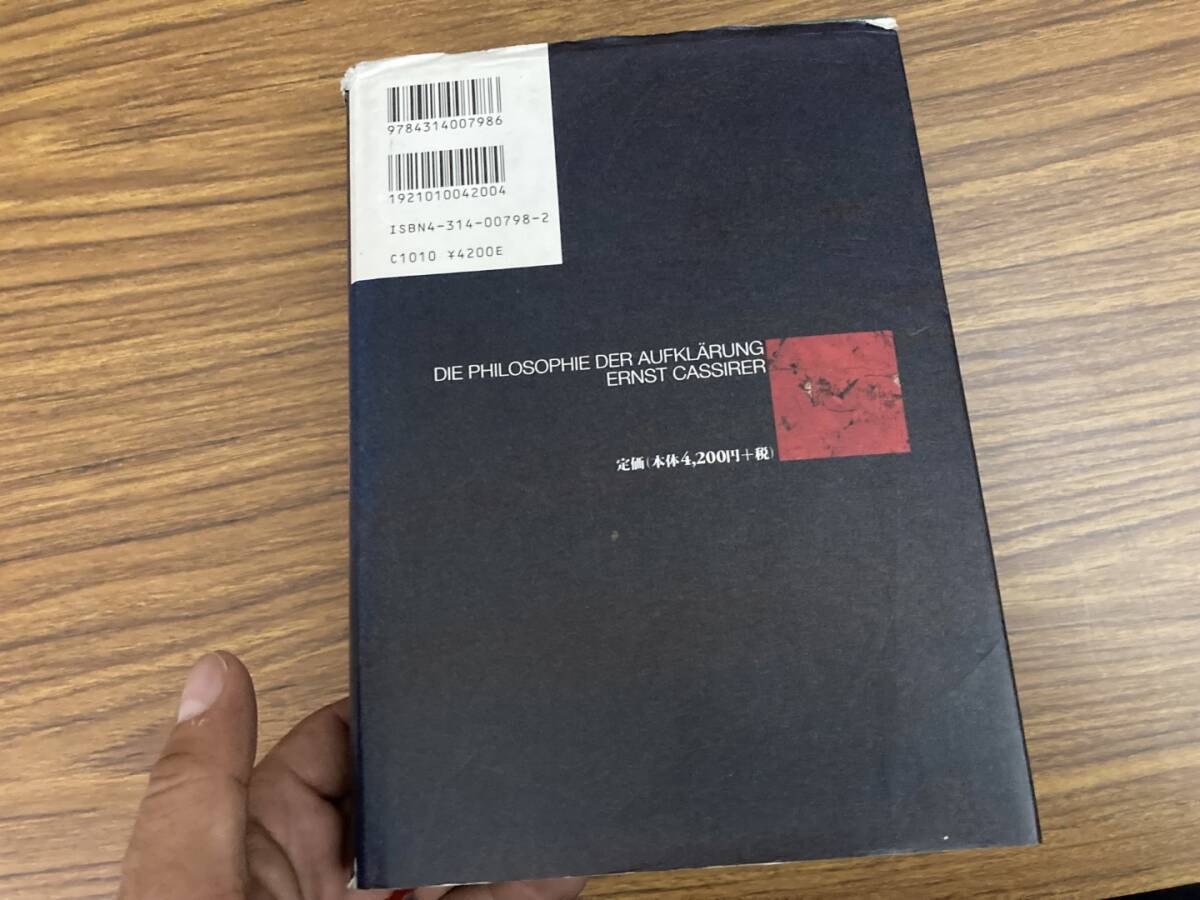 9784314007986
1921010042004
ISBN4-314-00798-2
C1010 ¥4200E
DIE PHILOSOPHIE DER AUFKLÄRUNG
ERNST CASSIRER
定価(本体4,200円+税)